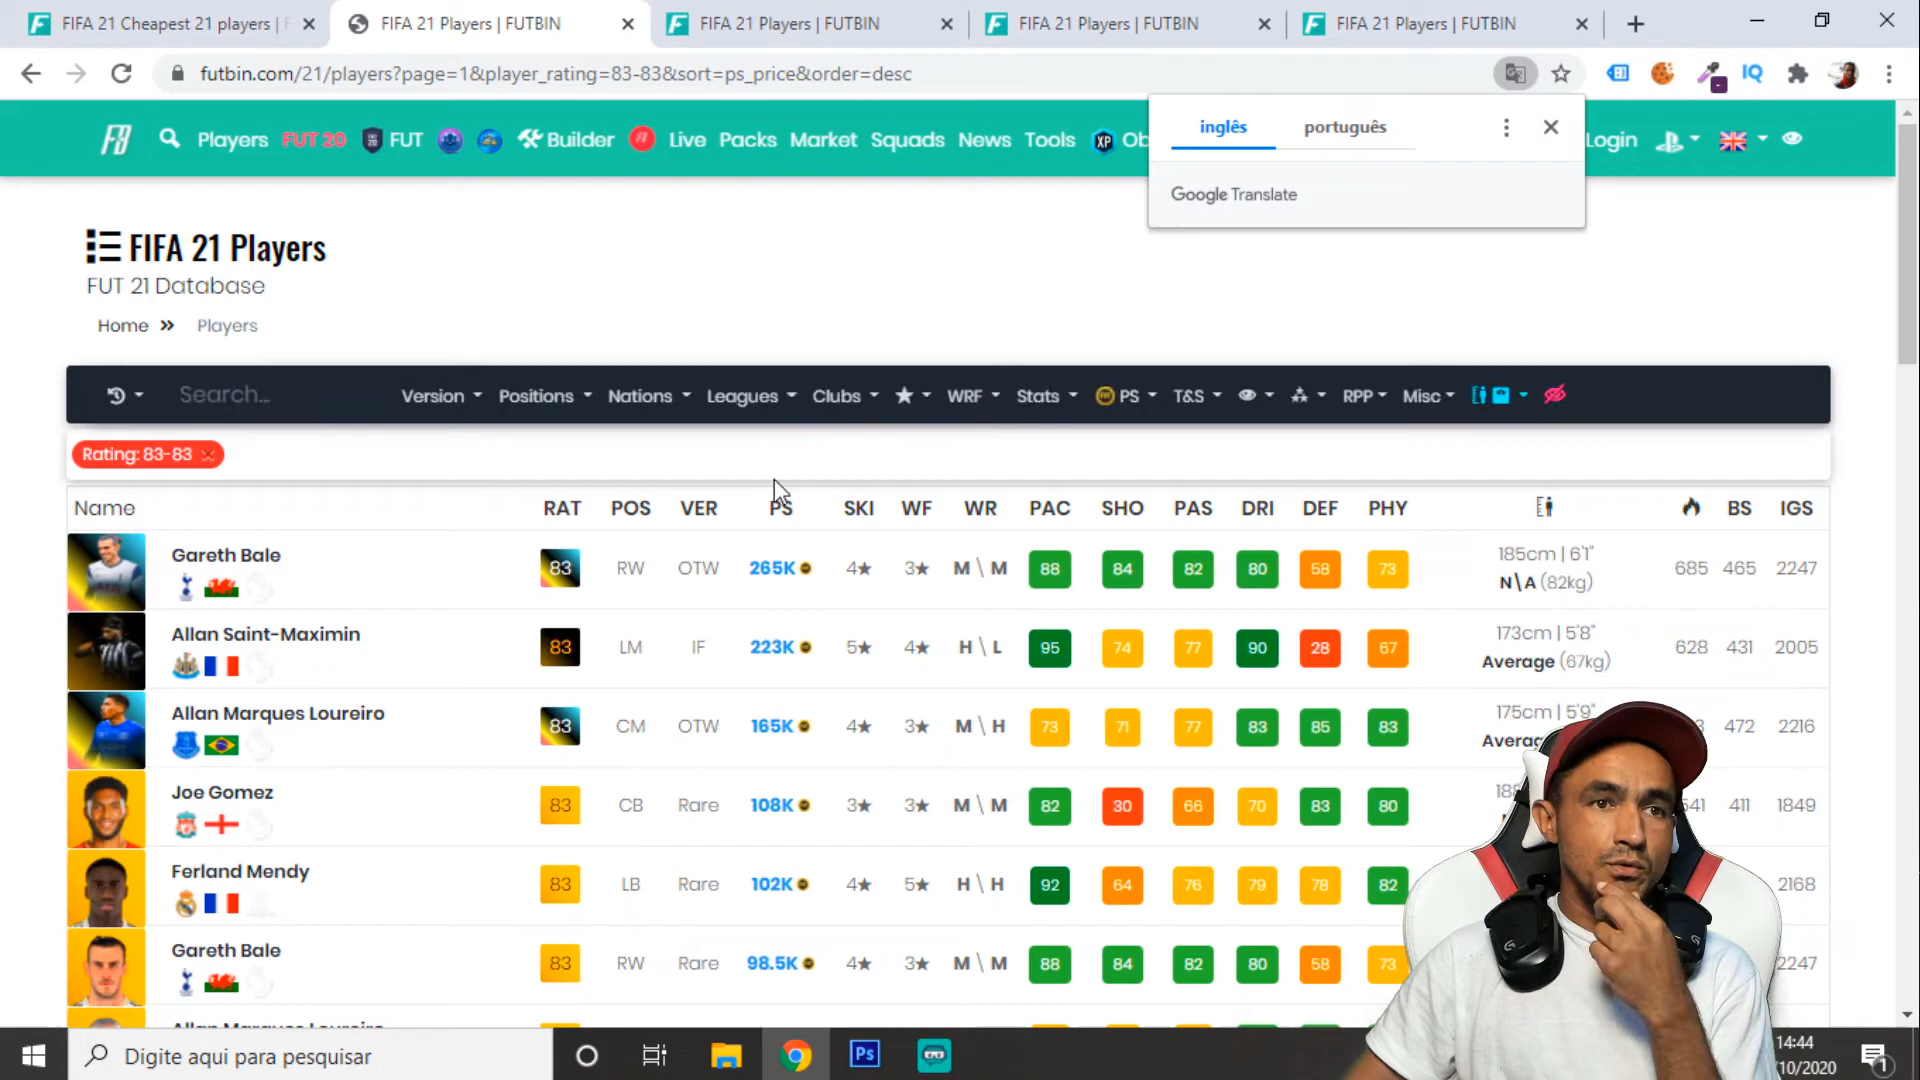 FIFA 21 Cheapest 21 players | F
FIFA 21 Players | FUTBIN
FIFA 21 Players | FUTBIN
FIFA 21 Players | FUTBIN
FIFA 21 Players | FUTBIN
futbin.com/21/players?page=1&player_rating=83-83&sort=ps_price&order=desc
IQ
inglês português
Google Translate
Players FUT 20 FUT Builder Live Packs Market Squads News Tools XP Ob Login
FIFA 21 Players
FUT 21 Database
Home » Players
Search... Version Positions Nations Leagues Clubs WRF Stats PS T&S RPP Misc
Rating: 83-83
Name RAT POS VER PS SKI WF WR PAC SHO PAS DRI DEF PHY BS IGS
Gareth Bale 83 RW OTW 265K 4★ 3★ M \ M 88 84 82 80 58 73 185cm | 6'1" N\A (82kg) 685 465 2247
Allan Saint-Maximin 83 LM IF 223K 5★ 4★ H \ L 95 74 77 90 28 67 173cm | 5'8" Average (67kg) 628 431 2005
Allan Marques Loureiro 83 CM OTW 165K 4★ 3★ M \ H 73 71 77 83 85 83 175cm | 5'9" 472 2216
Joe Gomez 83 CB Rare 108K 3★ 3★ M \ M 82 30 66 70 83 80 541 411 1849
Ferland Mendy 83 LB Rare 102K 4★ 5★ H \ H 92 64 76 79 78 82 2168
Gareth Bale 83 RW Rare 98.5K 4★ 3★ M \ M 88 84 82 80 58 73 2247
Digite aqui para pesquisar
Ps
14:44
/10/2020
1